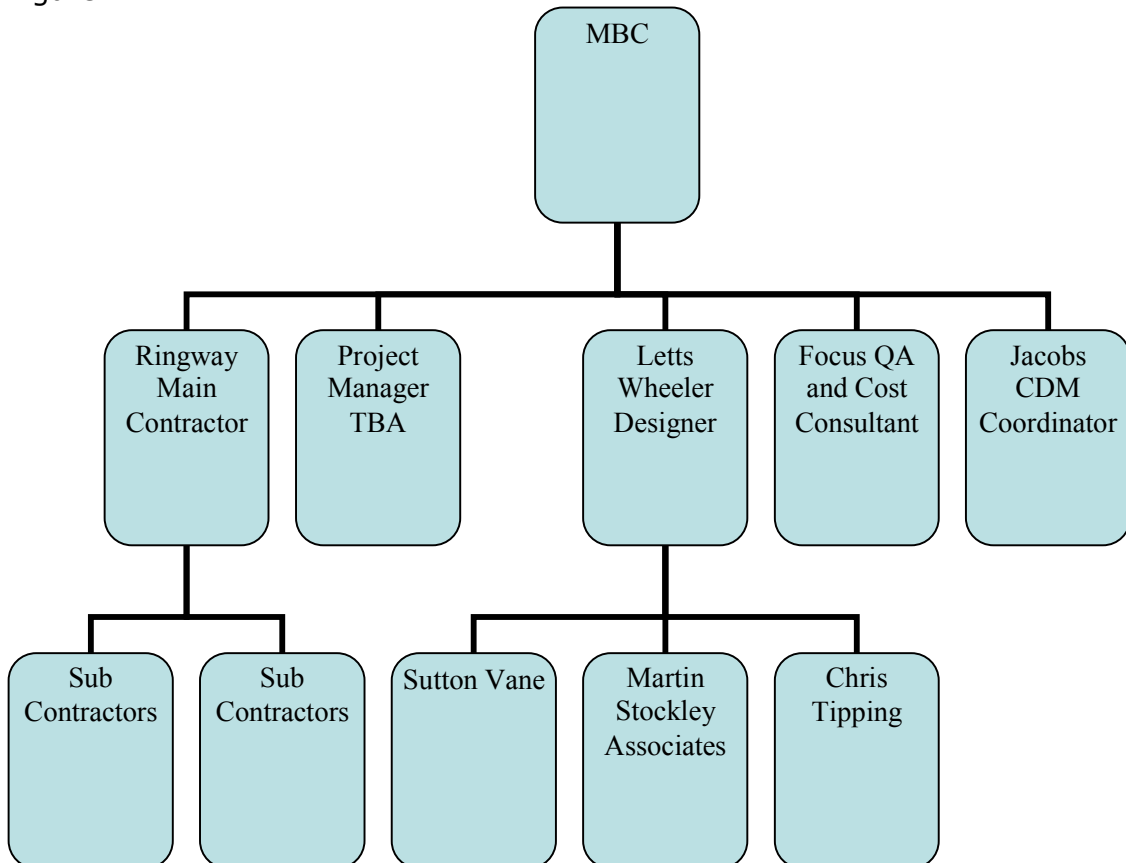 MBC
Ringway
Main
Contractor
Project
Manager
TBA
Letts
Wheeler
Designer
Focus QA
and Cost
Consultant
Jacobs
CDM
Coordinator
Sub
Contractors
Sub
Contractors
Sutton Vane
Martin
Stockley
Associates
Chris
Tipping